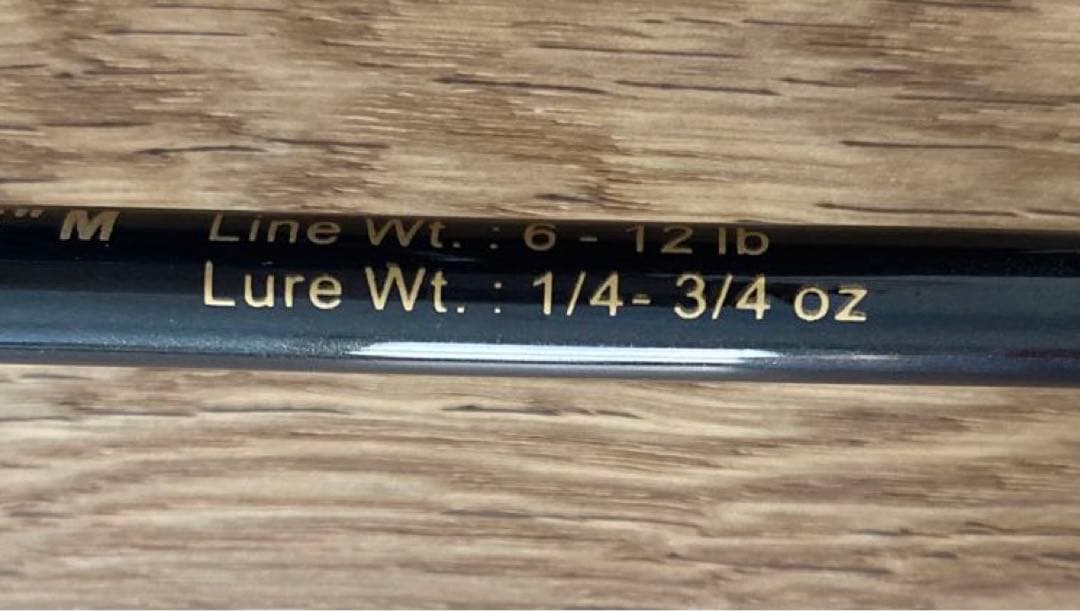 " M Line Wt. : 6 - 12 lb
Lure Wt. : 1/4- 3/4 oz